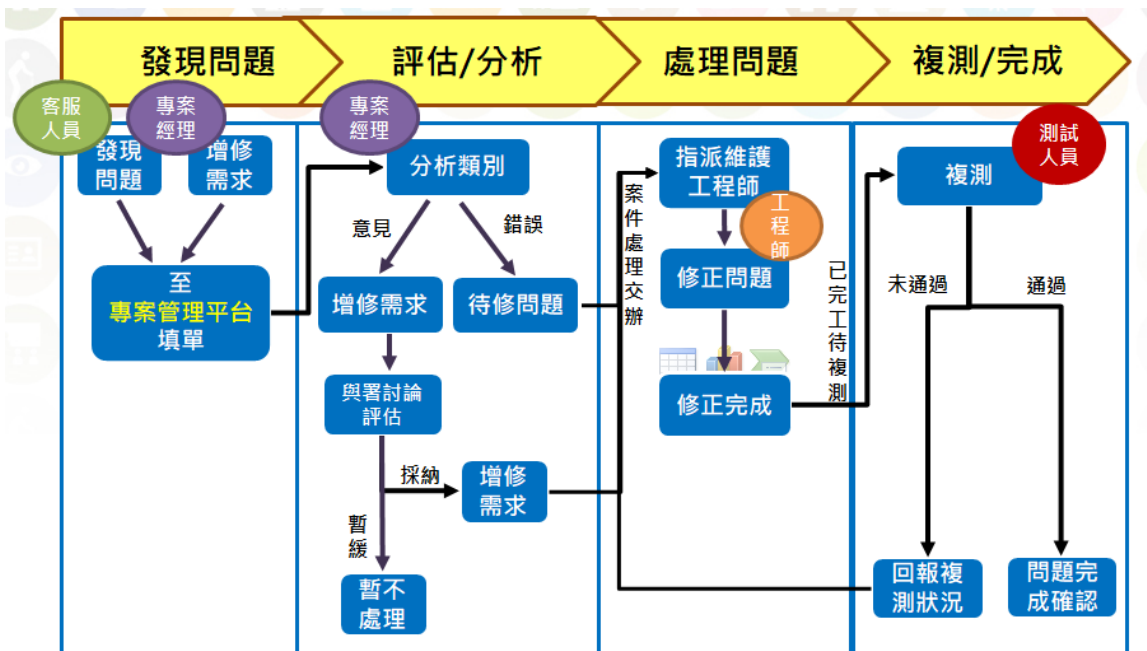 發現問題
評估/分析
處理問題
複測/完成
客服
人員
專案
經理
發現
問題
增修
需求
至
專案管理平台
填單
專案
經理
分析類別
意見
錯誤
增修需求
待修問題
與署討論
評估
採納
增修
需求
暫緩
暫不
處理
案件處理交辦
指派維護
工程師
工程師
修正問題
修正完成
已完工待複測
測試
人員
複測
未通過
通過
回報複
測狀況
問題完
成確認